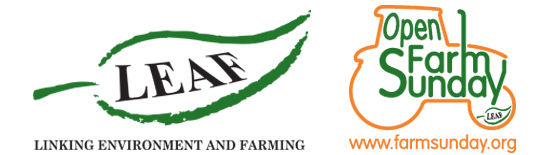 LEAF
LINKING ENVIRONMENT AND FARMING
Open
Farm
Sunday
LEAF
www.farmsunday.org